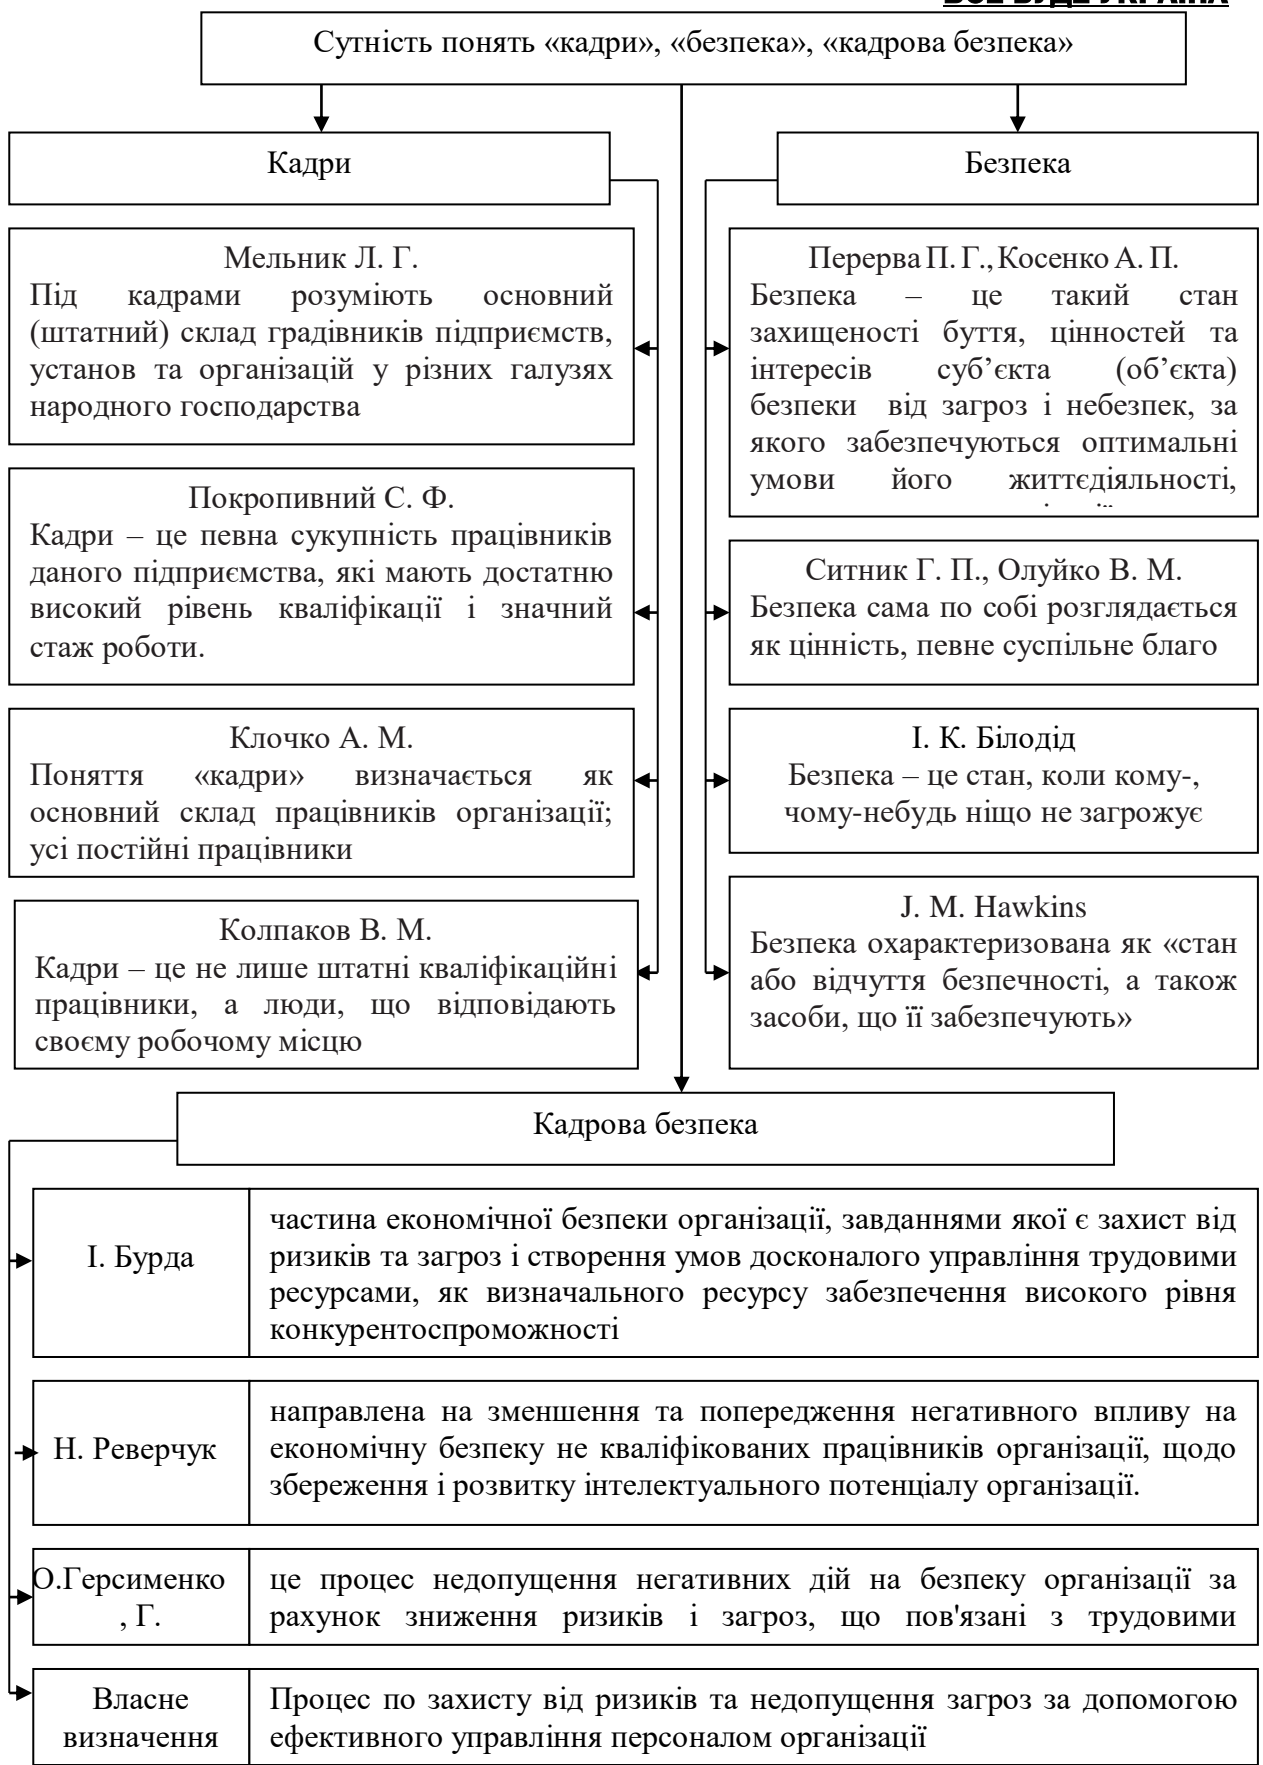 ВСЕ БУДЕ УКРАЇНА
Сутність понять «кадри», «безпека», «кадрова безпека»
Кадри
Мельник Л. Г.
Під кадрами розуміють основний
(штатний) склад градівників підприємств,
установ та організацій у різних галузях
народного господарства
Покропивний С. Ф.
Кадри – це певна сукупність працівників
даного підприємства, які мають достатню
високий рівень кваліфікації і значний
стаж роботи.
Клочко А. М.
Поняття «кадри» визначається як
основний склад працівників організації;
усі постійні працівники
Колпаков В. М.
Кадри – це не лише штатні кваліфікаційні
працівники, а люди, що відповідають
своєму робочому місцю
Безпека
Перерва П. Г., Косенко А. П.
Безпека – це такий стан
захищеності буття, цінностей та
інтересів суб’єкта (об’єкта)
безпеки від загроз і небезпек, за
якого забезпечуються оптимальні
умови його життєдіяльності,
Ситник Г. П., Олуйко В. М.
Безпека сама по собі розглядається
як цінність, певне суспільне благо
І. К. Білодід
Безпека – це стан, коли кому-,
чому-небудь ніщо не загрожує
J. M. Hawkins
Безпека охарактеризована як «стан
або відчуття безпечності, а також
засоби, що її забезпечують»
Кадрова безпека
І. Бурда
частина економічної безпеки організації, завданнями якої є захист від
ризиків та загроз і створення умов досконалого управління трудовими
ресурсами, як визначального ресурсу забезпечення високого рівня
конкурентоспроможності
Н. Реверчук
направлена на зменшення та попередження негативного впливу на
економічну безпеку не кваліфікованих працівників організації, щодо
збереження і розвитку інтелектуального потенціалу організації.
О.Герсименко
, Г.
це процес недопущення негативних дій на безпеку організації за
рахунок зниження ризиків і загроз, що пов'язані з трудовими
Власне
визначення
Процес по захисту від ризиків та недопущення загроз за допомогою
ефективного управління персоналом організації